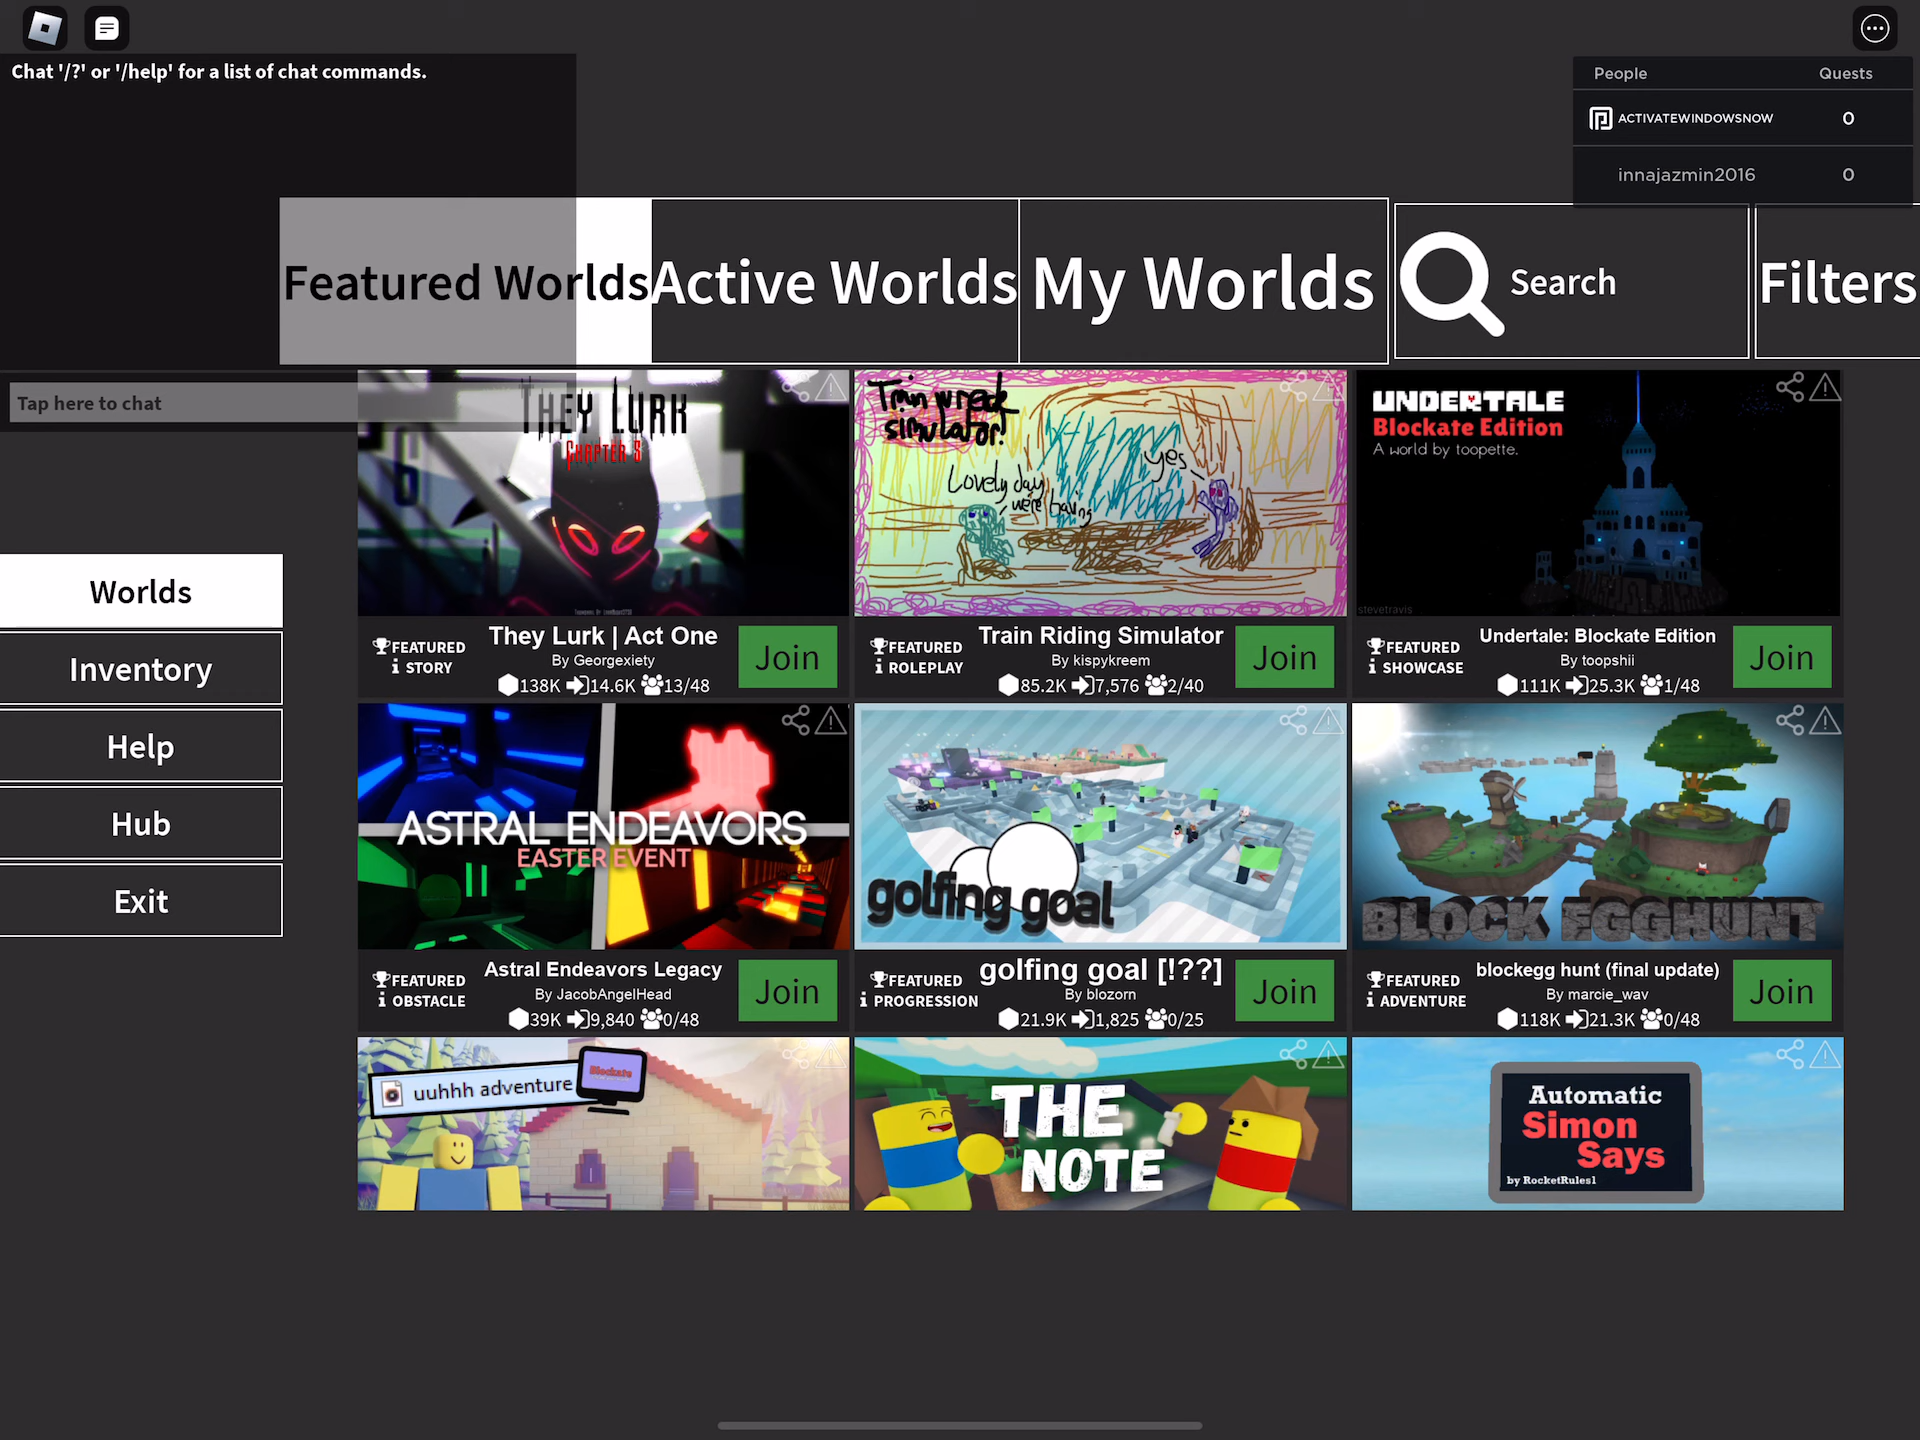 Chat '/?' or '/help' for a list of chat commands.
People Quests
ACTIVATEWINDOWSNOW 0
innajazmin2016 0
Featured Worlds
Active Worlds
My Worlds
Search
Filters
Tap here to chat
Worlds
Inventory
Help
Hub
Exit
THEY LURK
CHAPTER 3
FEATURED
STORY
They Lurk | Act One
By Georgexiety
138K 14.6K 13/48
Join
Train wreck
simulator!
Lovely day
we're having
yes
FEATURED
ROLEPLAY
Train Riding Simulator
By kispykreem
85.2K 7,576 2/40
Join
UNDERTALE
Blockate Edition
A world by toopette.
stevetravis
FEATURED
SHOWCASE
Undertale: Blockate Edition
By toopshii
111K 25.3K 1/48
Join
ASTRAL ENDEAVORS
EASTER EVENT
FEATURED
OBSTACLE
Astral Endeavors Legacy
By JacobAngelHead
39K 9,840 0/48
Join
golfing goal
FEATURED
PROGRESSION
golfing goal [!??]
By blozorn
21.9K 1,825 0/25
Join
BLOCK EGGHUNT
FEATURED
ADVENTURE
blockegg hunt (final update)
By marcie_wav
118K 21.3K 0/48
Join
uuhhh adventure
Blockate
THE
NOTE
Automatic
Simon
Says
by RocketRules1